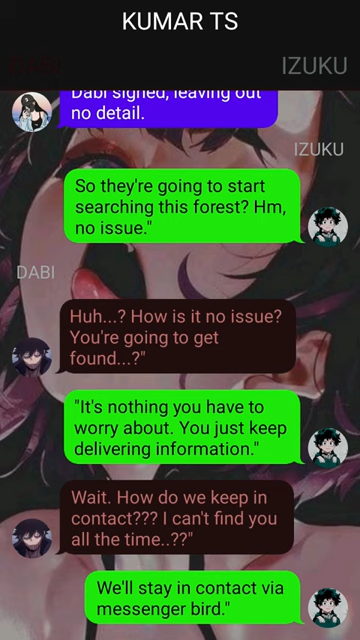 KUMAR TS
IZUKU
Dabi signed, leaving out
no detail.
IZUKU
So they're going to start
searching this forest? Hm,
no issue."
DABI
Huh...? How is it no issue?
You're going to get
found...?"
"It's nothing you have to
worry about. You just keep
delivering information."
Wait. How do we keep in
contact??? I can't find you
all the time..??"
We'll stay in contact via
messenger bird."